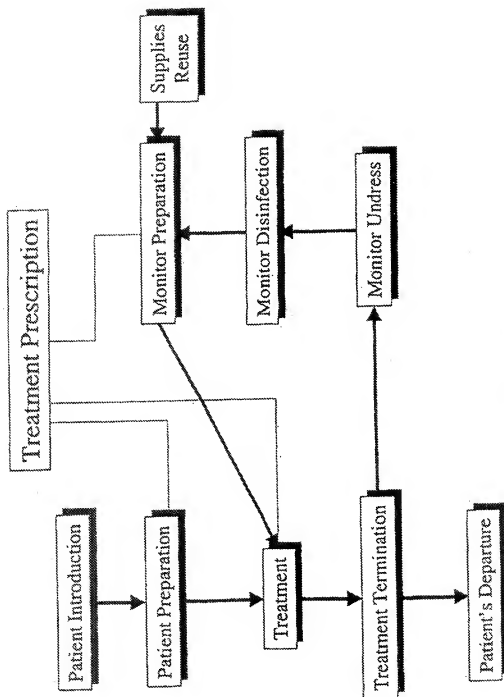 Treatment Prescription
Patient Introduction
Patient Preparation
Treatment
Treatment Termination
Patient's Departure
Supplies
Reuse
Monitor Preparation
Monitor Disinfection
Monitor Undress